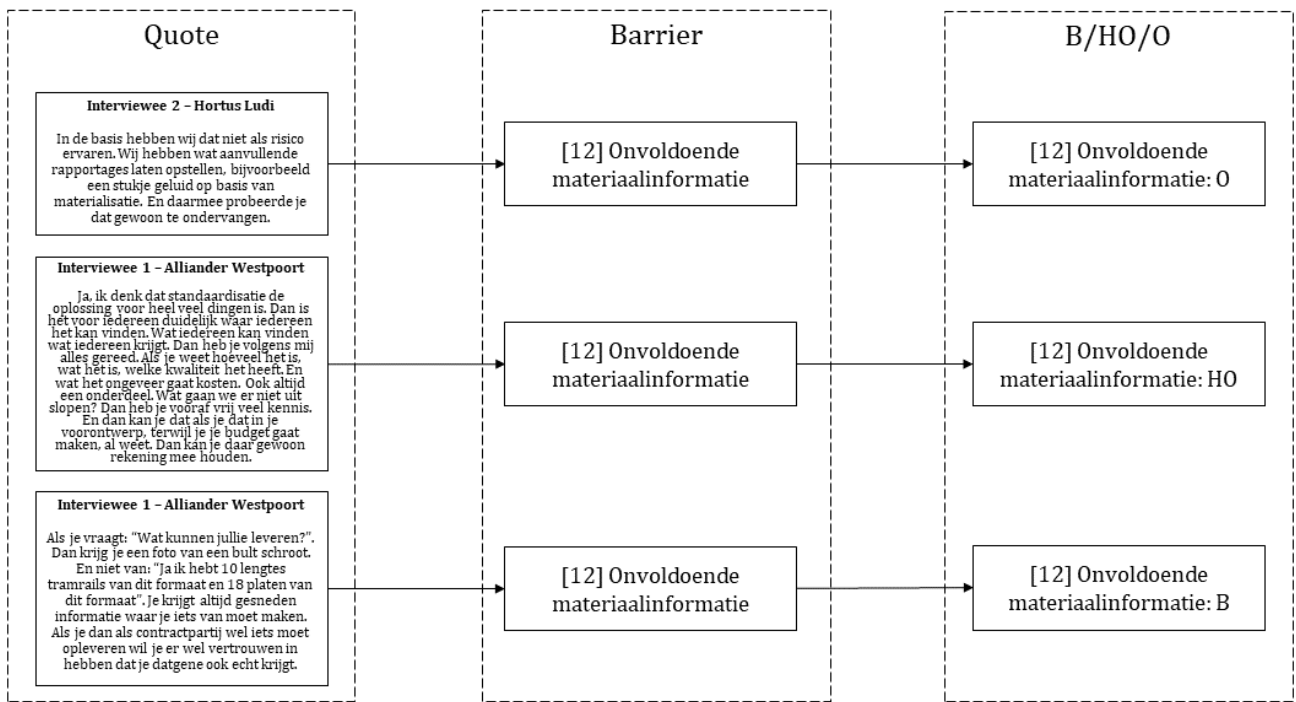 Quote
Interviewee 2 – Hortus Ludi
In de basis hebben wij dat niet als risico
ervaren. Wij hebben wat aanvullende
rapportages laten opstellen, bijvoorbeeld
een stukje geluid op basis van
materialisatie. En daarmee probeerde je
dat gewoon te ondervangen.
Interviewee 1 – Alliander Westpoort
Ja, ik denk dat standaardisatie de
oplossing voor heel veel dingen is. Dan is
het voor iedereen duidelijk waar iedereen
het kan vinden. Wat iedereen kan vinden
wat iedereen krijgt. Dan heb je volgens mij
alles gereed. Als je weet hoeveel het is,
wat het is, welke kwaliteit het heeft. En
wat het ongeveer gaat kosten. Ook altijd
een onderdeel. Wat gaan we er niet uit
slopen? Dan heb je vooraf vrij veel kennis.
En dan kan je dat als je dat in je
voorontwerp, terwijl je je budget gaat
maken, al weet. Dan kan je daar gewoon
rekening mee houden.
Interviewee 1 – Alliander Westpoort
Als je vraagt: “Wat kunnen jullie leveren?”.
Dan krijg je een foto van een bult schroot.
En niet van: “Ja ik hebt 10 lengtes
tramrails van dit formaat en 18 platen van
dit formaat”. Je krijgt altijd gesneden
informatie waar je iets van moet maken.
Als je dan als contractpartij wel iets moet
opleveren wil je er wel vertrouwen in
hebben dat je datgene ook echt krijgt.
Barrier
[12] Onvoldoende
materiaalinformatie
[12] Onvoldoende
materiaalinformatie
[12] Onvoldoende
materiaalinformatie
B/HO/O
[12] Onvoldoende
materiaalinformatie: O
[12] Onvoldoende
materiaalinformatie: HO
[12] Onvoldoende
materiaalinformatie: B